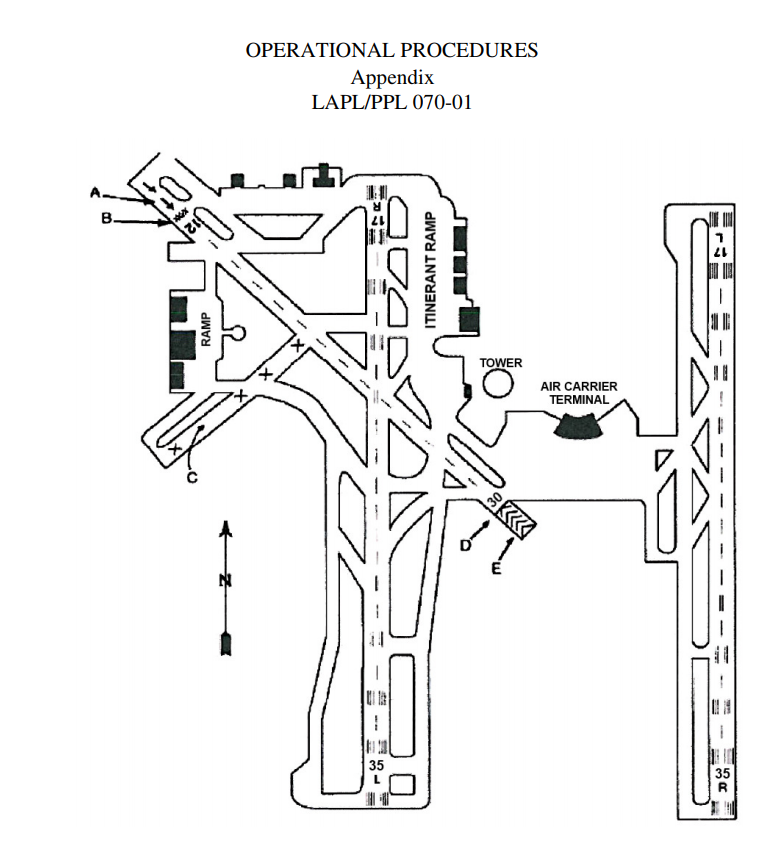 OPERATIONAL PROCEDURES
Appendix
LAPL/PPL 070-01
A
B
12
R
17
ITINERANT RAMP
L
17
RAMP
TOWER
AIR CARRIER
TERMINAL
C
30
D
E
N
35
L
35
R